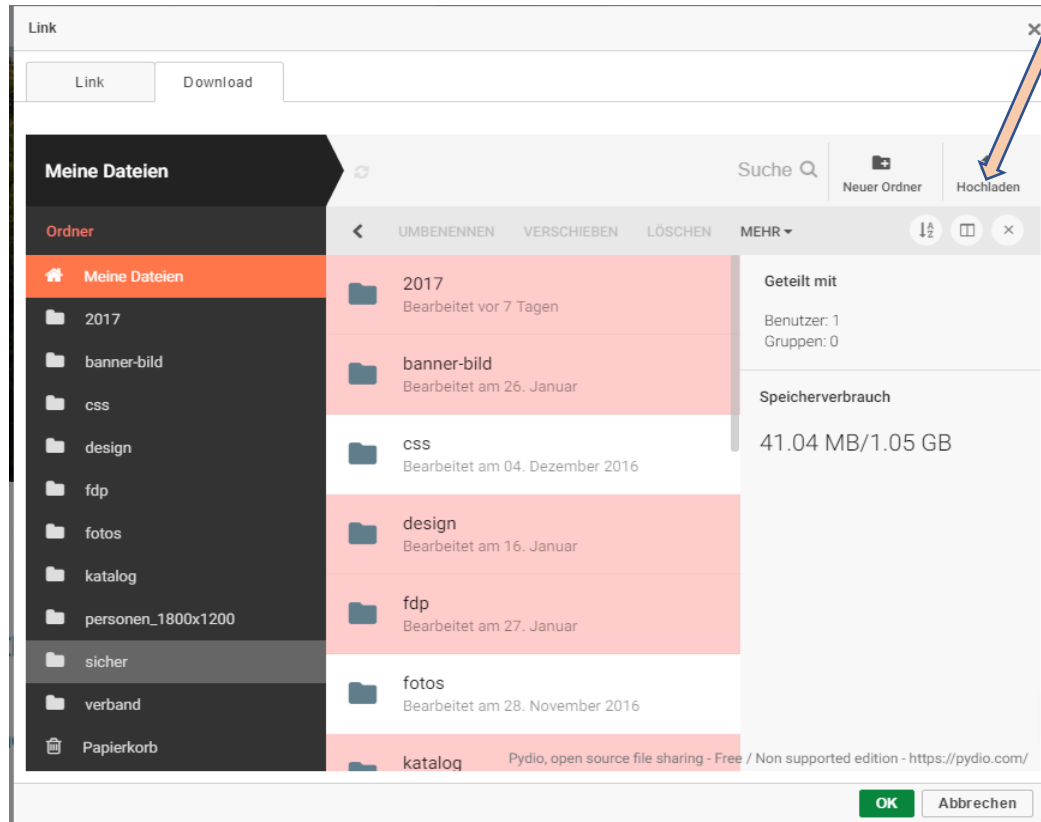 Link
Link
Download
Meine Dateien
Suche
Neuer Ordner
Hochladen
Ordner
UMBENENNEN
VERSCHIEBEN
LÖSCHEN
MEHR
Meine Dateien
2017
banner-bild
css
design
fdp
fotos
katalog
personen_1800x1200
sicher
verband
Papierkorb
2017
Bearbeitet vor 7 Tagen
banner-bild
Bearbeitet am 26. Januar
css
Bearbeitet am 04. Dezember 2016
design
Bearbeitet am 16. Januar
fdp
Bearbeitet am 27. Januar
fotos
Bearbeitet am 28. November 2016
katalog
Geteilt mit
Benutzer: 1
Gruppen: 0
Speicherverbrauch
41.04 MB/1.05 GB
Pydio, open source file sharing - Free / Non supported edition - https://pydio.com/
OK
Abbrechen